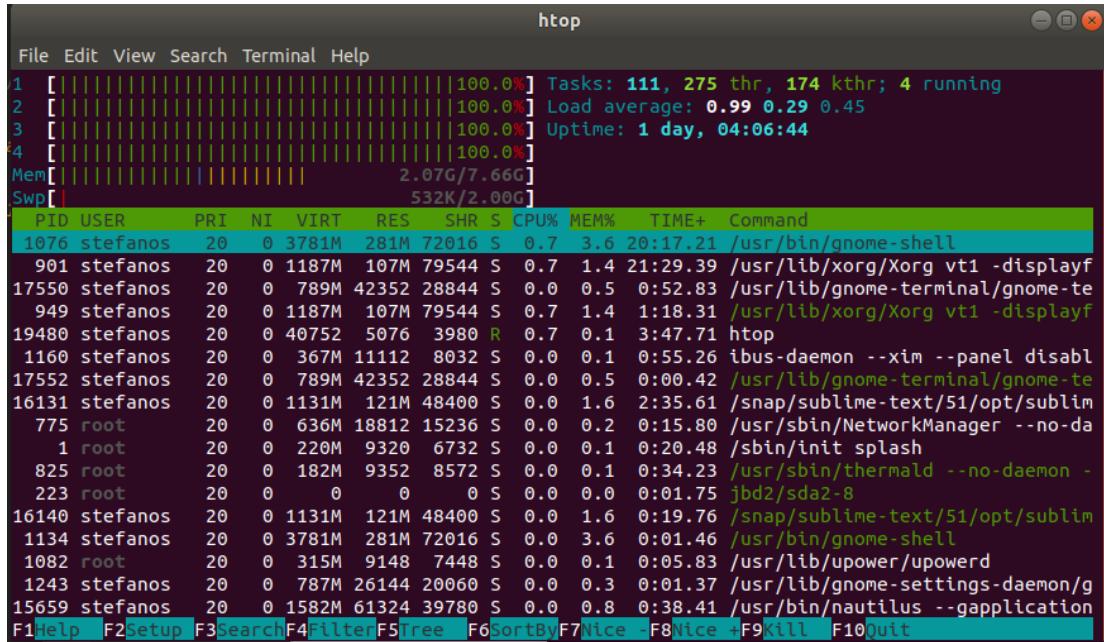 htop
File Edit View Search Terminal Help
1 [||||||||||||||||||||||||||||||||||||100.0%] Tasks: 111, 275 thr, 174 kthr; 4 running
2 [||||||||||||||||||||||||||||||||||||100.0%] Load average: 0.99 0.29 0.45
3 [||||||||||||||||||||||||||||||||||||100.0%] Uptime: 1 day, 04:06:44
4 [||||||||||||||||||||||||||||||||||||100.0%]
Mem[||||||||||||||||||||||| 2.07G/7.66G]
Swp[| 532K/2.00G]
PID USER PRI NI VIRT RES SHR S CPU% MEM% TIME+ Command
1076 stefanos 20 0 3781M 281M 72016 S 0.7 3.6 20:17.21 /usr/bin/gnome-shell
901 stefanos 20 0 1187M 107M 79544 S 0.7 1.4 21:29.39 /usr/lib/xorg/Xorg vt1 -displayf
17550 stefanos 20 0 789M 42352 28844 S 0.0 0.5 0:52.83 /usr/lib/gnome-terminal/gnome-te
949 stefanos 20 0 1187M 107M 79544 S 0.7 1.4 1:18.31 /usr/lib/xorg/Xorg vt1 -displayf
19480 stefanos 20 0 40752 5076 3980 R 0.7 0.1 3:47.71 htop
1160 stefanos 20 0 367M 11112 8032 S 0.0 0.1 0:55.26 ibus-daemon --xim --panel disabl
17552 stefanos 20 0 789M 42352 28844 S 0.0 0.5 0:00.42 /usr/lib/gnome-terminal/gnome-te
16131 stefanos 20 0 1131M 121M 48400 S 0.0 1.6 2:35.61 /snap/sublime-text/51/opt/sublim
775 root 20 0 636M 18812 15236 S 0.0 0.2 0:15.80 /usr/sbin/NetworkManager --no-da
1 root 20 0 220M 9320 6732 S 0.0 0.1 0:20.48 /sbin/init splash
825 root 20 0 182M 9352 8572 S 0.0 0.1 0:34.23 /usr/sbin/thermald --no-daemon -
223 root 20 0 0 0 0 S 0.0 0.0 0:01.75 jbd2/sda2-8
16140 stefanos 20 0 1131M 121M 48400 S 0.0 1.6 0:19.76 /snap/sublime-text/51/opt/sublim
1134 stefanos 20 0 3781M 281M 72016 S 0.0 3.6 0:01.46 /usr/bin/gnome-shell
1082 root 20 0 315M 9148 7448 S 0.0 0.1 0:05.83 /usr/lib/upower/upowerd
1243 stefanos 20 0 787M 26144 20060 S 0.0 0.3 0:01.37 /usr/lib/gnome-settings-daemon/g
15659 stefanos 20 0 1582M 61324 39780 S 0.0 0.8 0:38.41 /usr/bin/nautilus --gapplication
F1Help F2Setup F3SearchF4FilterF5Tree F6SortByF7Nice -F8Nice +F9Kill F10Quit